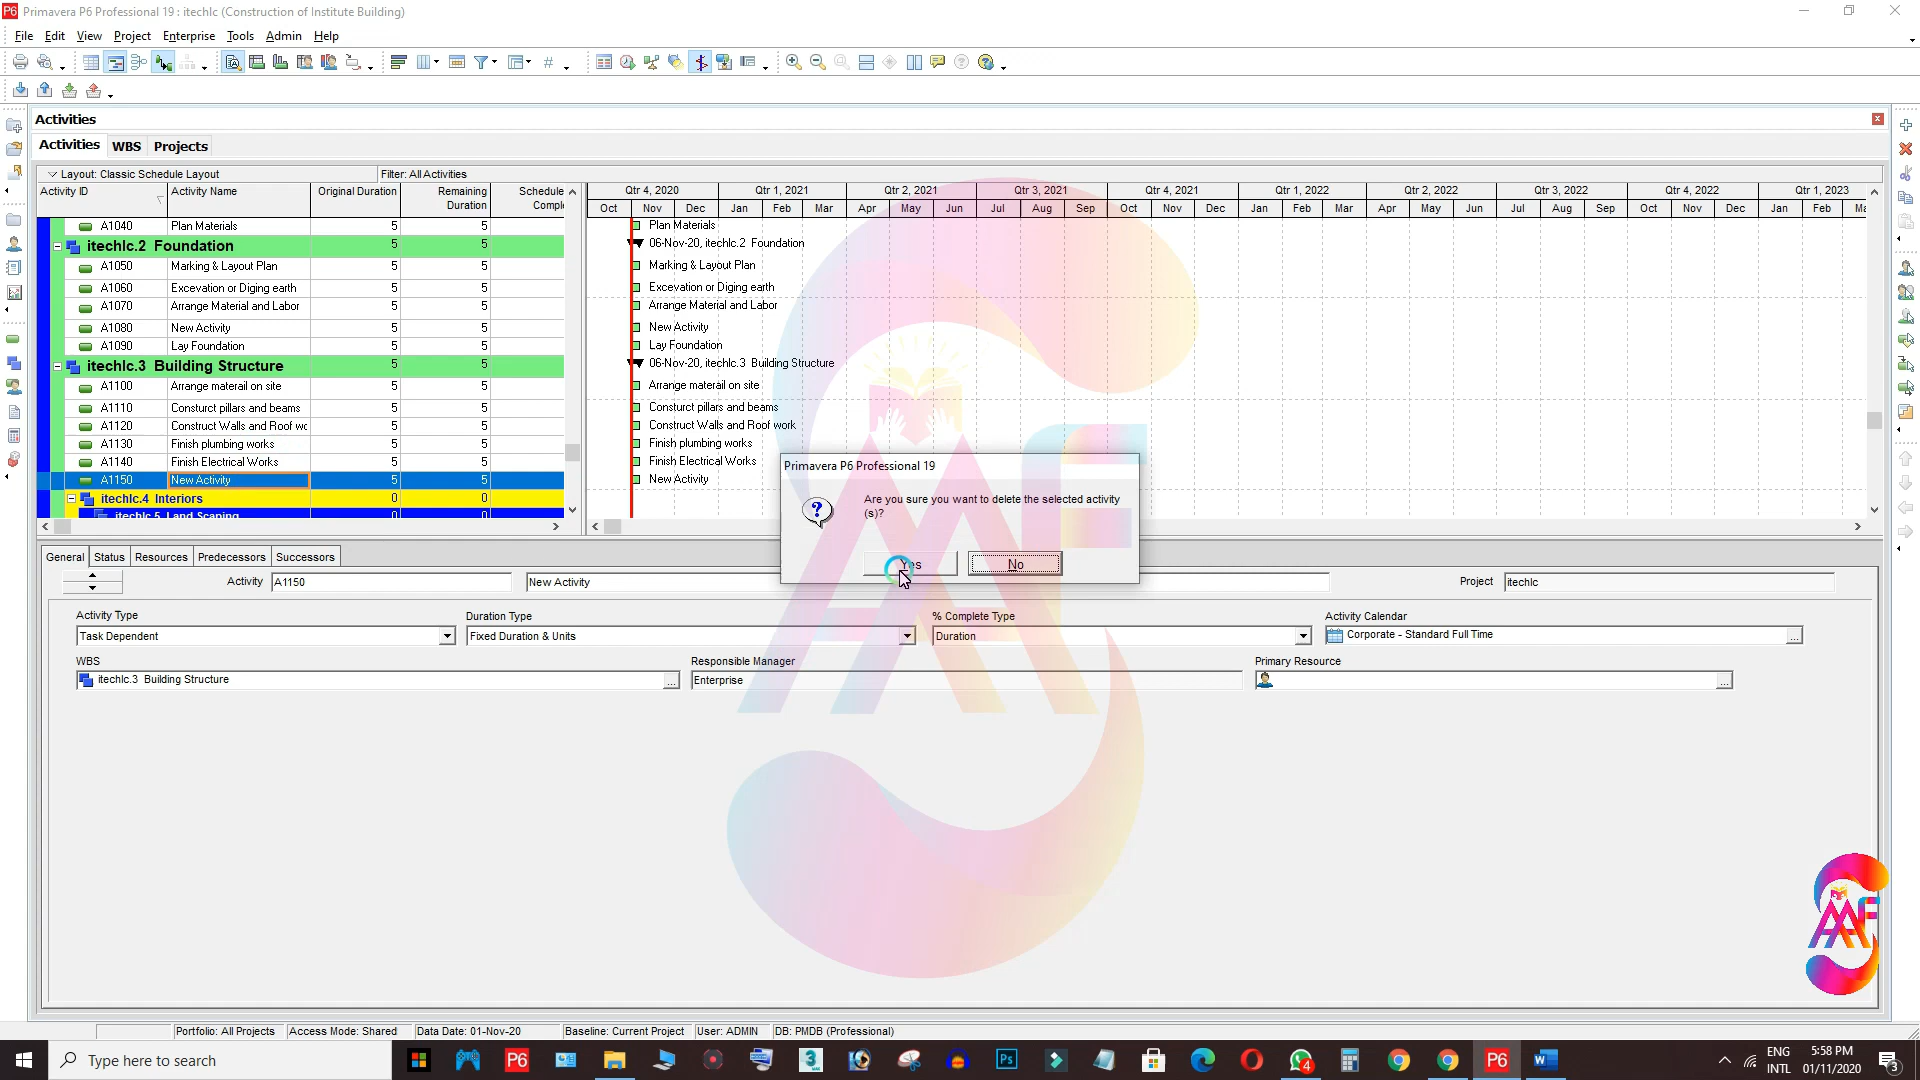 Primavera P6 Professional 19 : itechlc (Construction of Institute Building)
File Edit View Project Enterprise Tools Admin Help
Activities
Activities WBS Projects
Layout: Classic Schedule Layout Filter: All Activities
Activity ID Activity Name Original Duration Remaining Duration Schedule Compl
Qtr 4, 2020 Qtr 1, 2021 Qtr 2, 2021 Qtr 3, 2021 Qtr 4, 2021 Qtr 1, 2022 Qtr 2, 2022 Qtr 3, 2022 Qtr 4, 2022 Qtr 1, 2023
Oct Nov Dec Jan Feb Mar Apr May Jun Jul Aug Sep Oct Nov Dec Jan Feb Mar Apr May Jun Jul Aug Sep Oct Nov Dec Jan Feb Ma
A1040 Plan Materials 5 5 Plan Materials
itechlc.2 Foundation 5 5 06-Nov-20, itechlc.2 Foundation
A1050 Marking & Layout Plan 5 5 Marking & Layout Plan
A1060 Excevation or Diging earth 5 5 Excevation or Diging earth
A1070 Arrange Material and Labor 5 5 Arrange Material and Labor
A1080 New Activity 5 5 New Activity
A1090 Lay Foundation 5 5 Lay Foundation
itechlc.3 Building Structure 5 5 06-Nov-20, itechlc.3 Building Structure
A1100 Arrange materail on site 5 5 Arrange materail on site
A1110 Consturct pillars and beams 5 5 Consturct pillars and beams
A1120 Construct Walls and Roof wc 5 5 Construct Walls and Roof work
A1130 Finish plumbing works 5 5 Finish plumbing works
A1140 Finish Electrical Works 5 5 Finish Electrical Works
A1150 New Activity 5 5 New Activity
itechlc.4 Interiors 0 0
itechlc.5 Land Scaping 0 0
Primavera P6 Professional 19
Are you sure you want to delete the selected activity
(s)?
Yes No
General Status Resources Predecessors Successors
Activity A1150 New Activity Project itechlc
Activity Type Duration Type % Complete Type Activity Calendar
Task Dependent Fixed Duration & Units Duration Corporate - Standard Full Time
WBS Responsible Manager Primary Resource
itechlc.3 Building Structure Enterprise
Portfolio: All Projects Access Mode: Shared Data Date: 01-Nov-20 Baseline: Current Project User: ADMIN DB: PMDB (Professional)
Type here to search
ENG 5:58 PM
INTL 01/11/2020